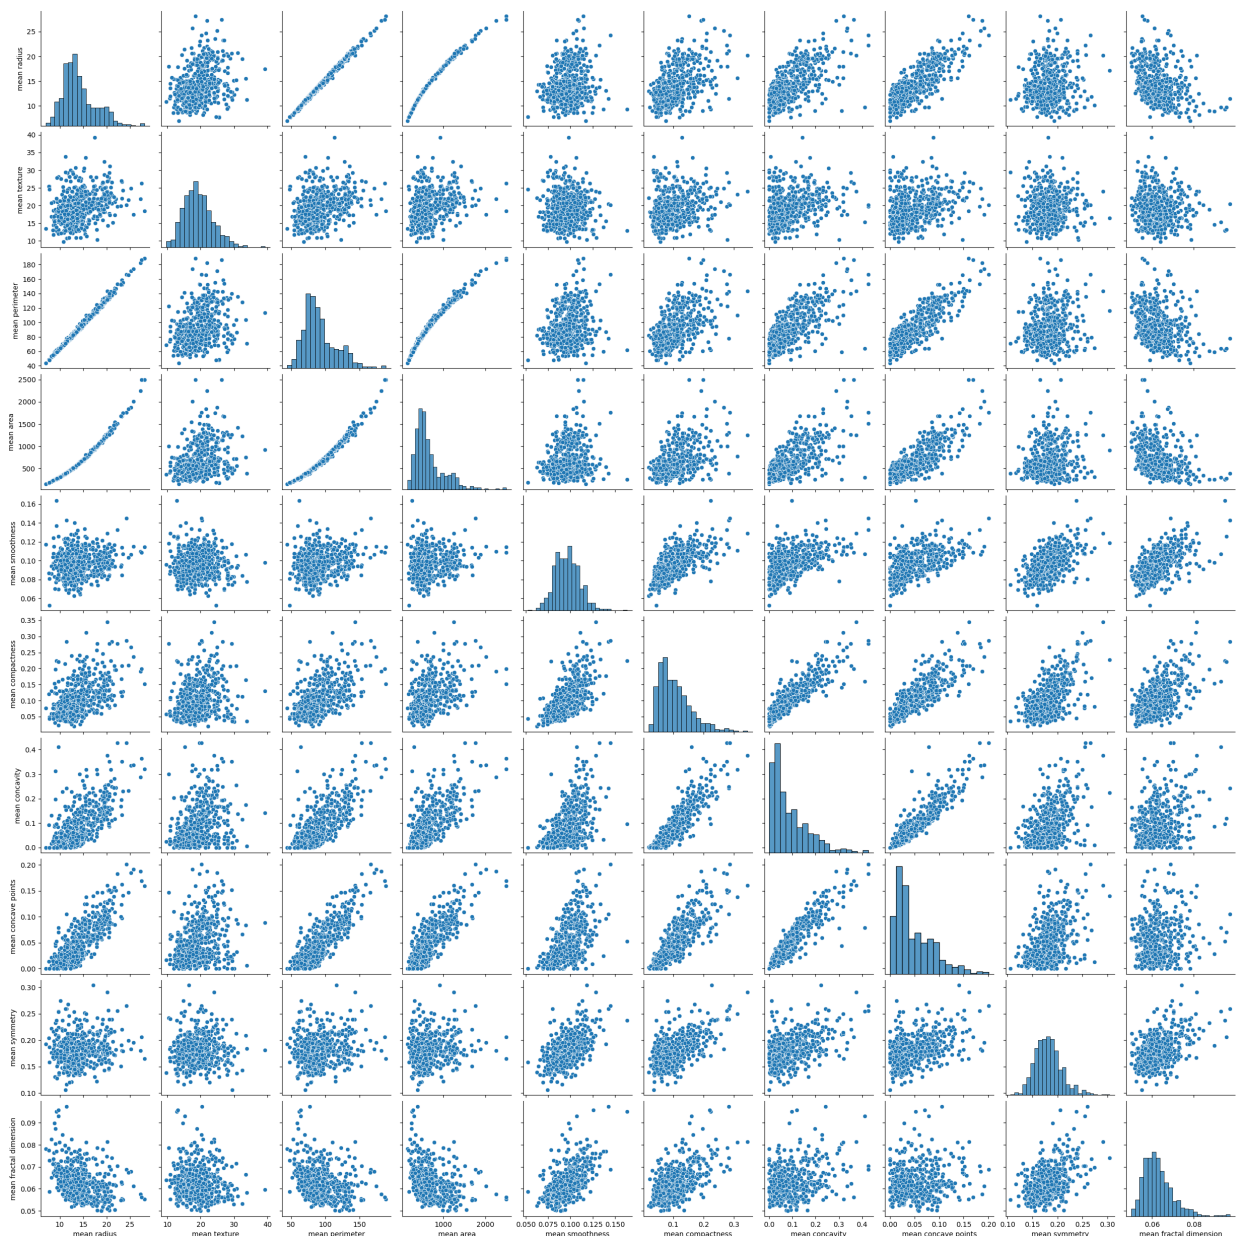 mean radius
25
20
15
10
mean texture
40
35
30
25
20
15
10
mean perimeter
180
160
140
120
100
80
60
40
mean area
2500
2000
1500
1000
500
mean smoothness
0.16
0.14
0.12
0.10
0.08
0.06
mean compactness
0.35
0.30
0.25
0.20
0.15
0.10
0.05
mean concavity
0.4
0.3
0.2
0.1
0.0
mean concave points
0.20
0.15
0.10
0.05
0.00
mean symmetry
0.30
0.25
0.20
0.15
0.10
mean fractal dimension
0.09
0.08
0.07
0.06
0.05
10 15 20 25
10 20 30 40
50 100 150
1000 2000
0.050 0.075 0.100 0.125 0.150
0.1 0.2 0.3
0.0 0.1 0.2 0.3 0.4
0.00 0.05 0.10 0.15 0.20
0.10 0.15 0.20 0.25 0.30
0.06 0.08
mean radius
mean texture
mean perimeter
mean area
mean smoothness
mean compactness
mean concavity
mean concave points
mean symmetry
mean fractal dimension